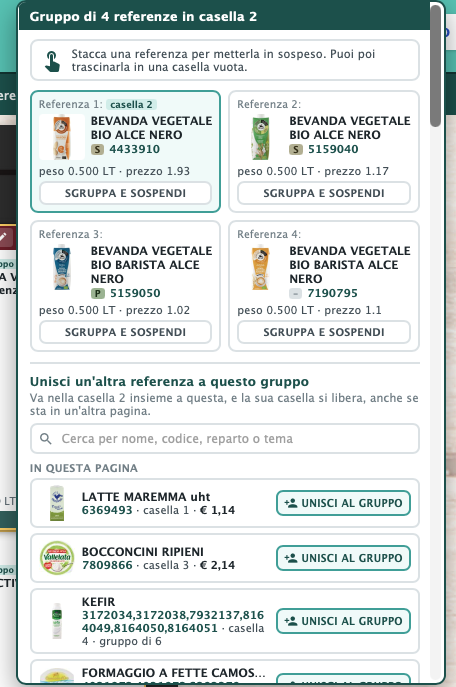 Gruppo di 4 referenze in casella 2
Stacca una referenza per metterla in sospeso. Puoi poi
trascinarla in una casella vuota.
Referenza 1: casella 2
BEVANDA VEGETALE
BIO ALCE NERO
S 4433910
peso 0.500 LT · prezzo 1.93
SGRUPPA E SOSPENDI
Referenza 2:
BEVANDA VEGETALE
BIO ALCE NERO
S 5159040
peso 0.500 LT · prezzo 1.17
SGRUPPA E SOSPENDI
Referenza 3:
BEVANDA VEGETALE
BIO BARISTA ALCE
NERO
P 5159050
peso 0.500 LT · prezzo 1.02
SGRUPPA E SOSPENDI
Referenza 4:
BEVANDA VEGETALE
BIO BARISTA ALCE
NERO
– 7190795
peso 0.500 LT · prezzo 1.1
SGRUPPA E SOSPENDI
Unisci un'altra referenza a questo gruppo
Va nella casella 2 insieme a questa, e la sua casella si libera, anche se
sta in un'altra pagina.
Cerca per nome, codice, reparto o tema
IN QUESTA PAGINA
LATTE MAREMMA uht
6369493 · casella 1 · € 1,14
UNISCI AL GRUPPO
BOCCONCINI RIPIENI
7809866 · casella 3 · € 2,14
UNISCI AL GRUPPO
KEFIR
3172034,3172038,7932137,816
4049,8164050,8164051 · casella
4 · gruppo di 6
UNISCI AL GRUPPO
FORMAGGIO A FETTE CAMOS...